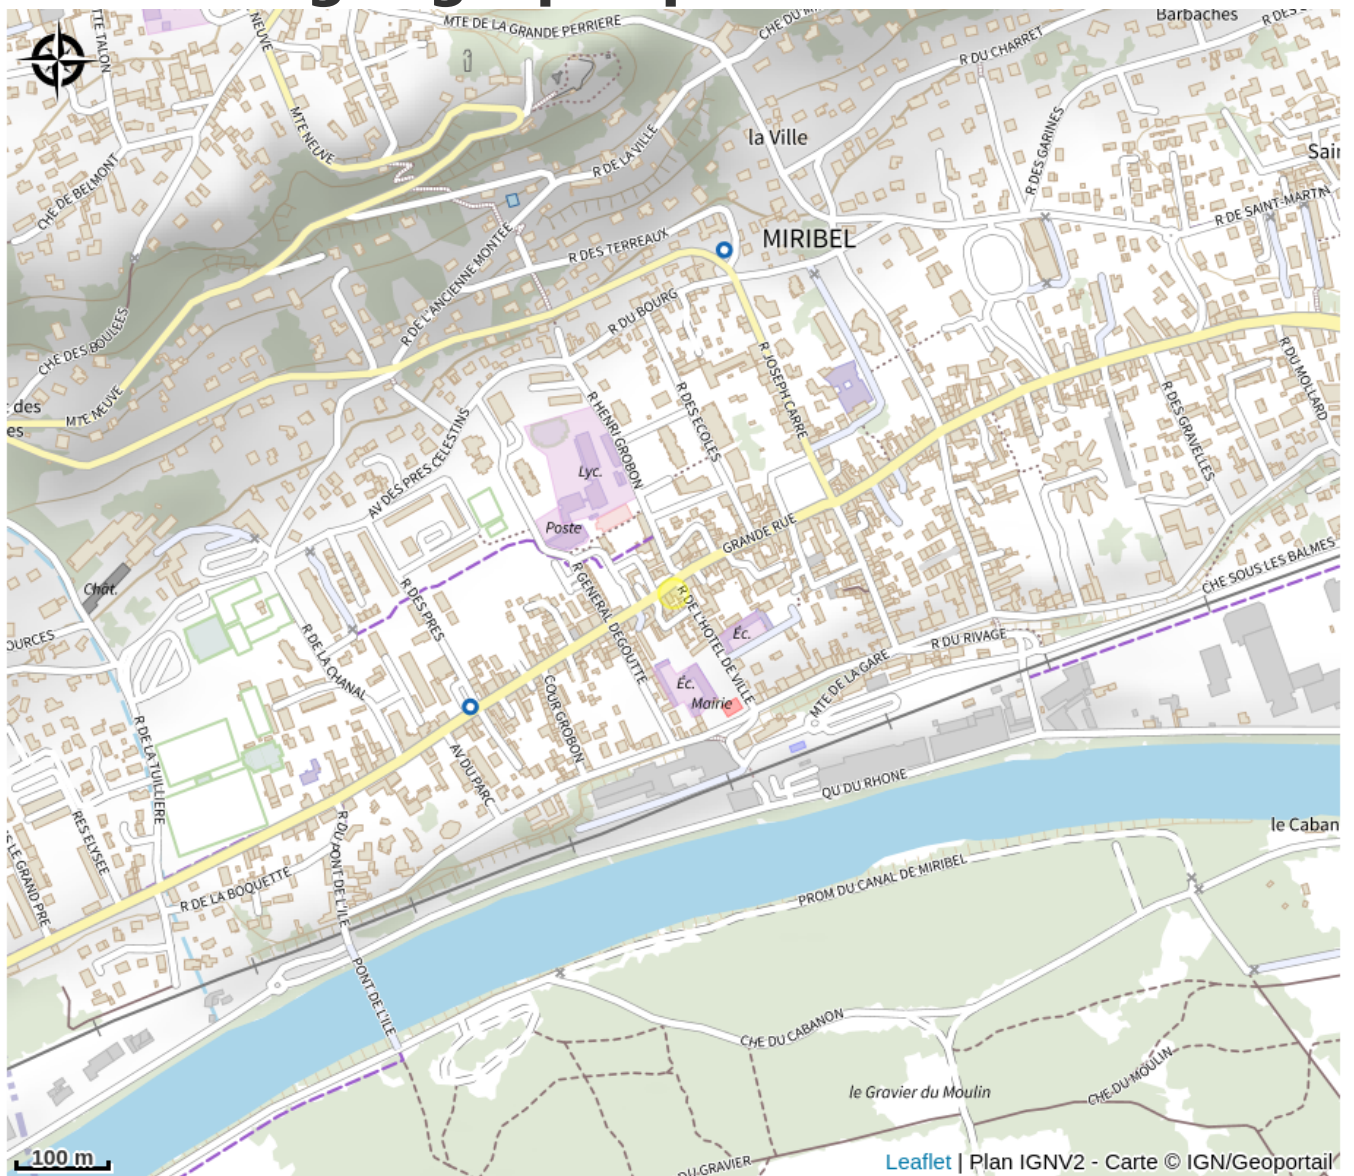 MTE DE LA GRANDE PERRIERE
Barbaches
R DU CHARRET
MTE NEUVE
la Ville
R DE LA VILLE
R DES GARINES
CHE DE BELMONT
R DE SAINT-MARTIN
MIRIBEL
R DES TERREAUX
R DE L'ANCIENNE MONTEE
R DU BOURG
CHE DES BOULEES
MTE NEUVE
des
es
R JOSEPH CARRE
R DU MOLLARD
R DES GRAVELLES
R HENRI GROBON
R DES ECOLES
AV DES PRES CELESTINS
Lyc.
Poste
GRANDE RUE
CHE SOUS LES BALMES
Chât.
R DES PRES
R GENERAL DEGOUTTE
R DE L'HOTEL DE VILLE
Éc.
R DU RIVAGE
OURCES
R DE LA CHANAL
Éc.
Mairie
MTE DE LA GARE
COUR GROBON
R DE LA TUILLIERE
AV DU PARC
QU DU RHONE
RES ELYSEE
le Caban
S LE GRAND PRE
R DU PONT DE L'ILE
R DE LA BOQUETTE
PROM DU CANAL DE MIRIBEL
PONT DE L'ILE
CHE DU CABANON
CHE DU MOULIN
le Gravier du Moulin
100 m
DU GRAVIER
Leaflet | Plan IGNV2 - Carte © IGN/Geoportail